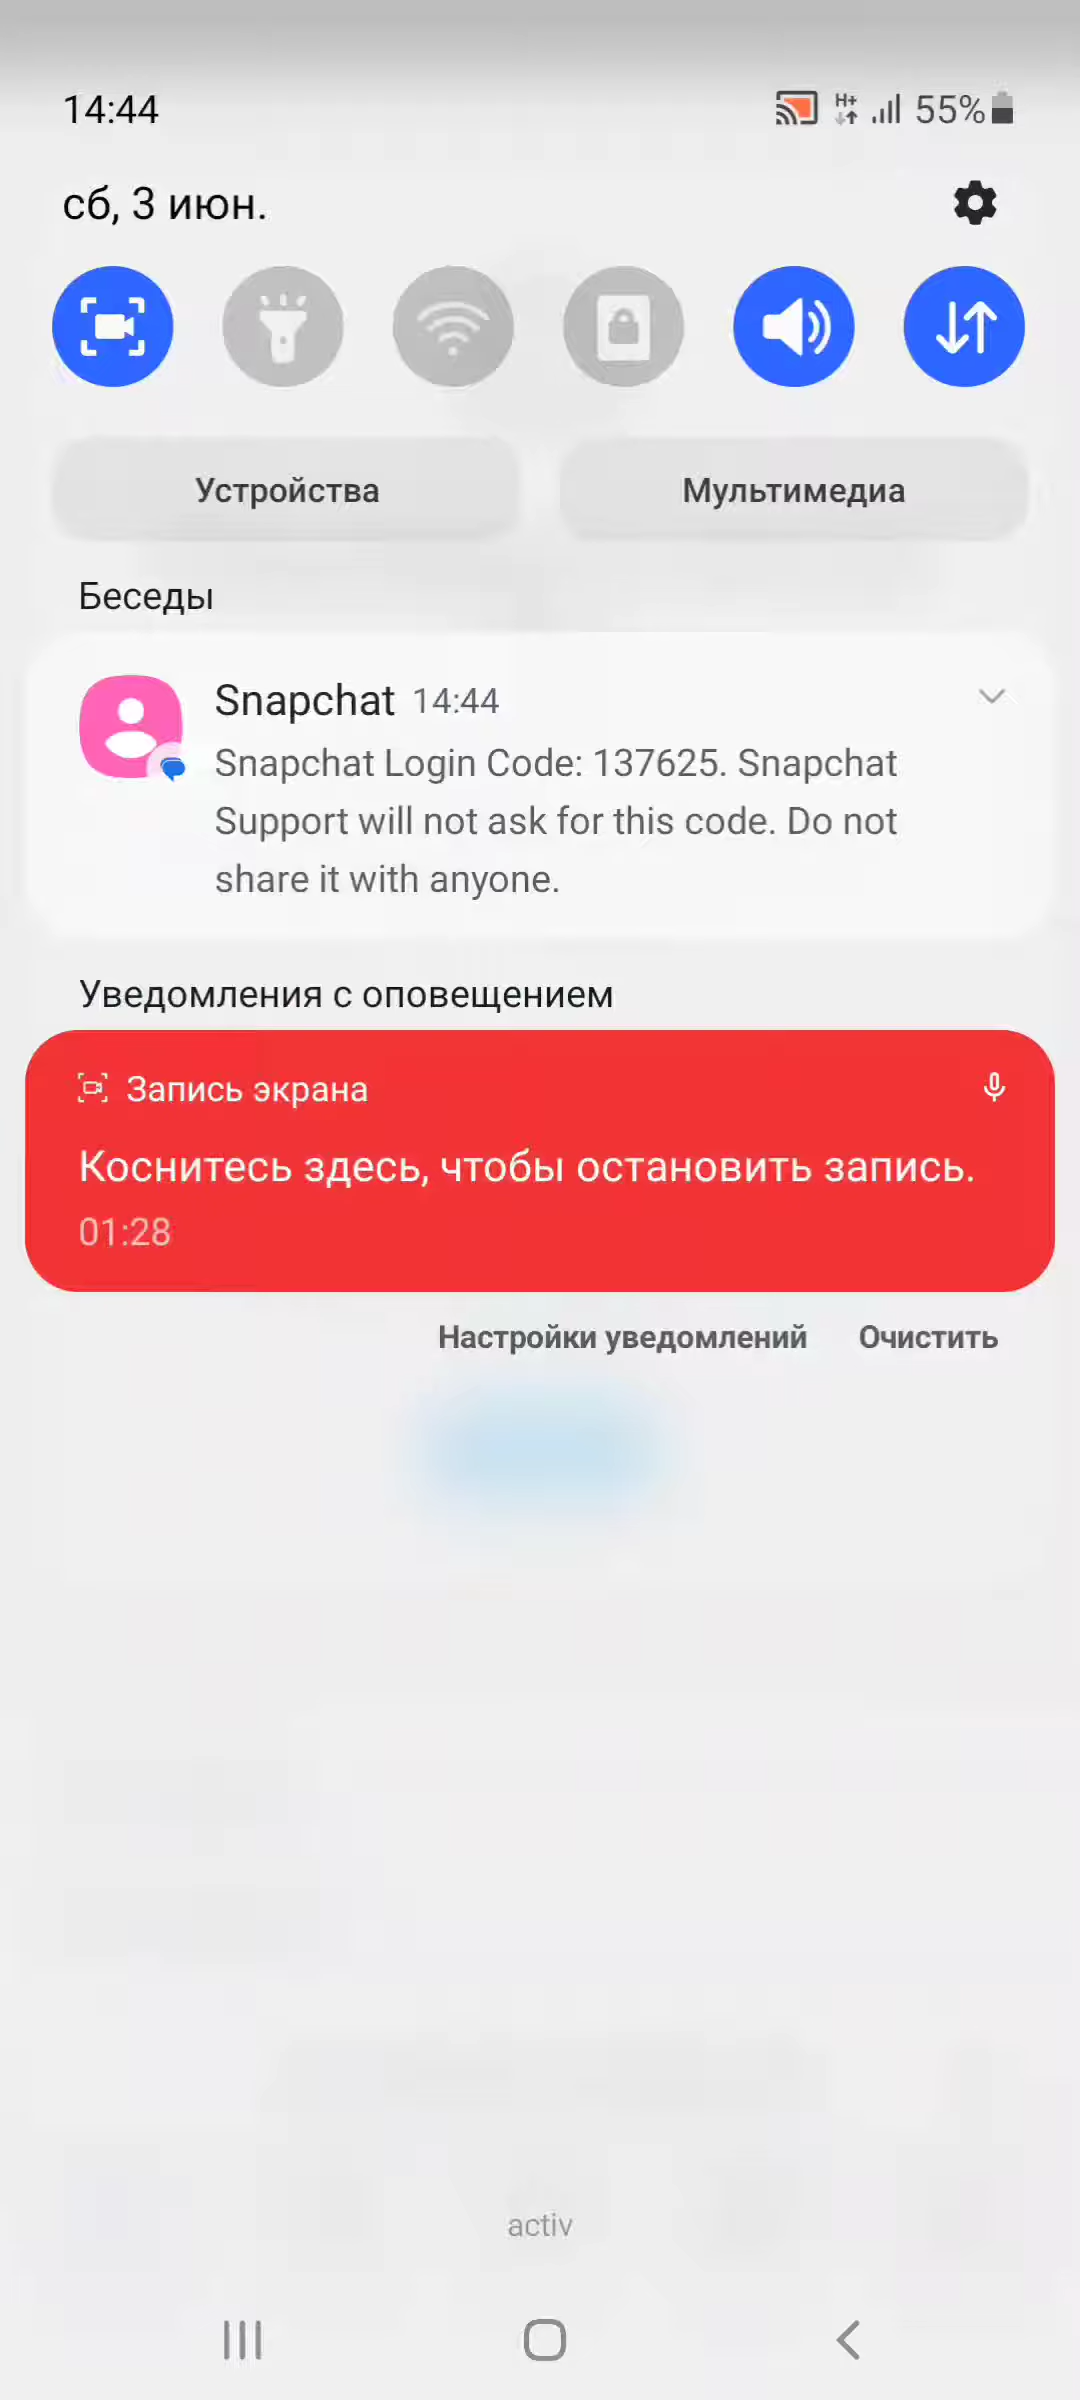 14:44
H+
55%
сб, 3 июн.
Устройства
Мультимедиа
Беседы
Snapchat 14:44
Snapchat Login Code: 137625. Snapchat
Support will not ask for this code. Do not
share it with anyone.
Уведомления с оповещением
Запись экрана
Коснитесь здесь, чтобы остановить запись.
01:28
Настройки уведомлений
Очистить
activ